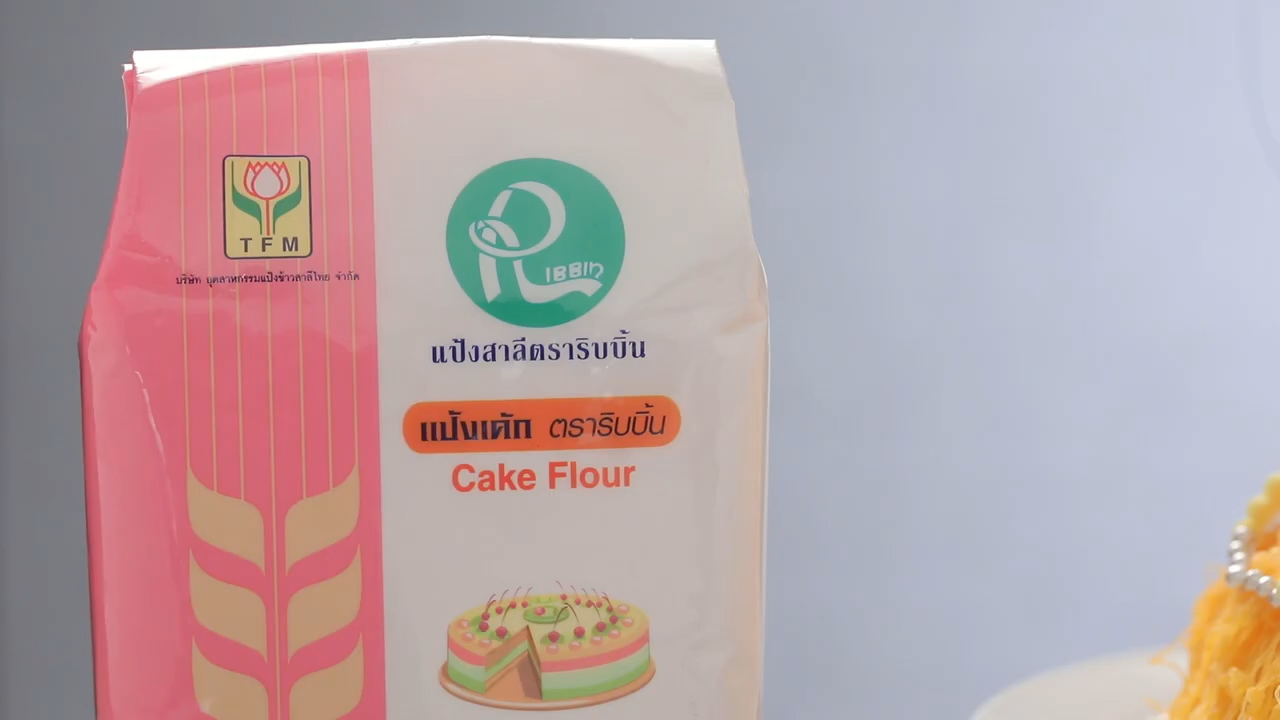 TFM
บริษัท อุตสาหกรรมแป้งข้าวสาลีไทย จำกัด
RIBBIN
แป้งสาลีตราริบบิ้น
แป้งเค้ก ตราริบบิ้น
Cake Flour